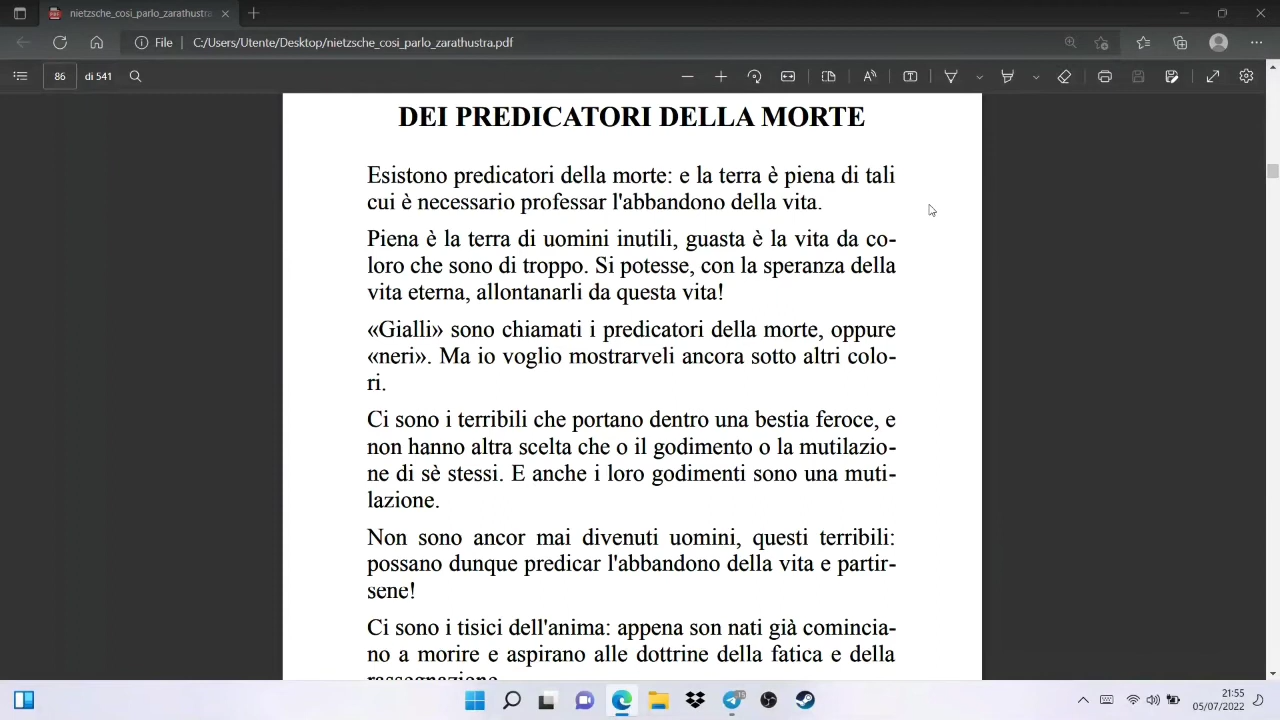 nietzsche_cosi_parlo_zarathustra
File
C:/Users/Utente/Desktop/nietzsche_cosi_parlo_zarathustra.pdf
86
di 541
DEI PREDICATORI DELLA MORTE
Esistono predicatori della morte: e la terra è piena di tali
cui è necessario professar l'abbandono della vita.
Piena è la terra di uomini inutili, guasta è la vita da co-
loro che sono di troppo. Si potesse, con la speranza della
vita eterna, allontanarli da questa vita!
«Gialli» sono chiamati i predicatori della morte, oppure
«neri». Ma io voglio mostrarveli ancora sotto altri colo-
ri.
Ci sono i terribili che portano dentro una bestia feroce, e
non hanno altra scelta che o il godimento o la mutilazio-
ne di sè stessi. E anche i loro godimenti sono una muti-
lazione.
Non sono ancor mai divenuti uomini, questi terribili:
possano dunque predicar l'abbandono della vita e partir-
sene!
Ci sono i tisici dell'anima: appena son nati già comincia-
no a morire e aspirano alle dottrine della fatica e della
rassegnazione
21:55
05/07/2022